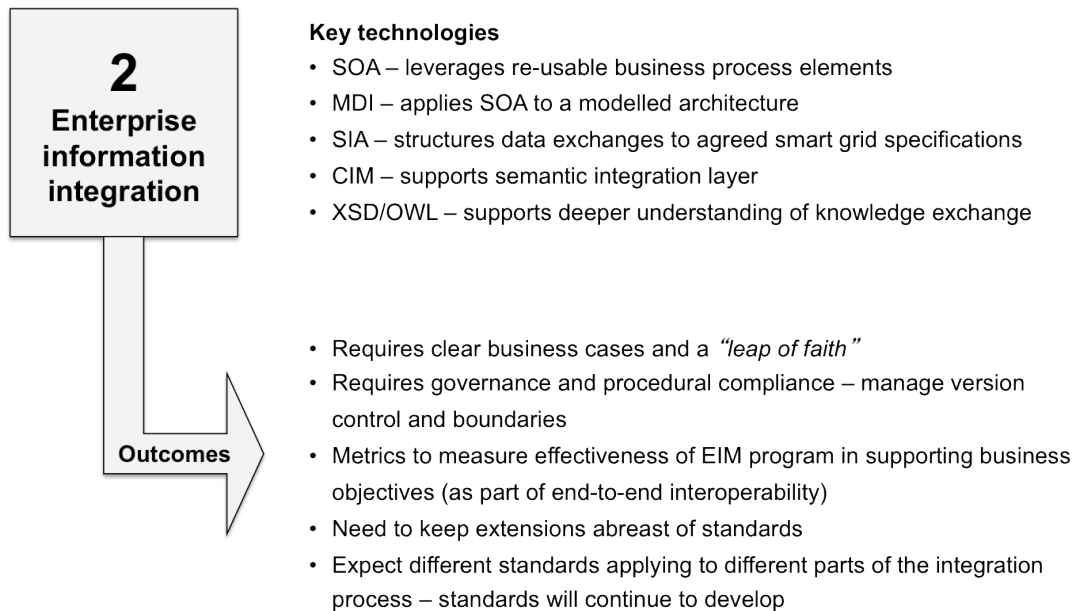 2
Enterprise
information
integration
Key technologies
• SOA – leverages re-usable business process elements
• MDI – applies SOA to a modelled architecture
• SIA – structures data exchanges to agreed smart grid specifications
• CIM – supports semantic integration layer
• XSD/OWL – supports deeper understanding of knowledge exchange
Outcomes
• Requires clear business cases and a “leap of faith”
• Requires governance and procedural compliance – manage version
control and boundaries
• Metrics to measure effectiveness of EIM program in supporting business
objectives (as part of end-to-end interoperability)
• Need to keep extensions abreast of standards
• Expect different standards applying to different parts of the integration
process – standards will continue to develop